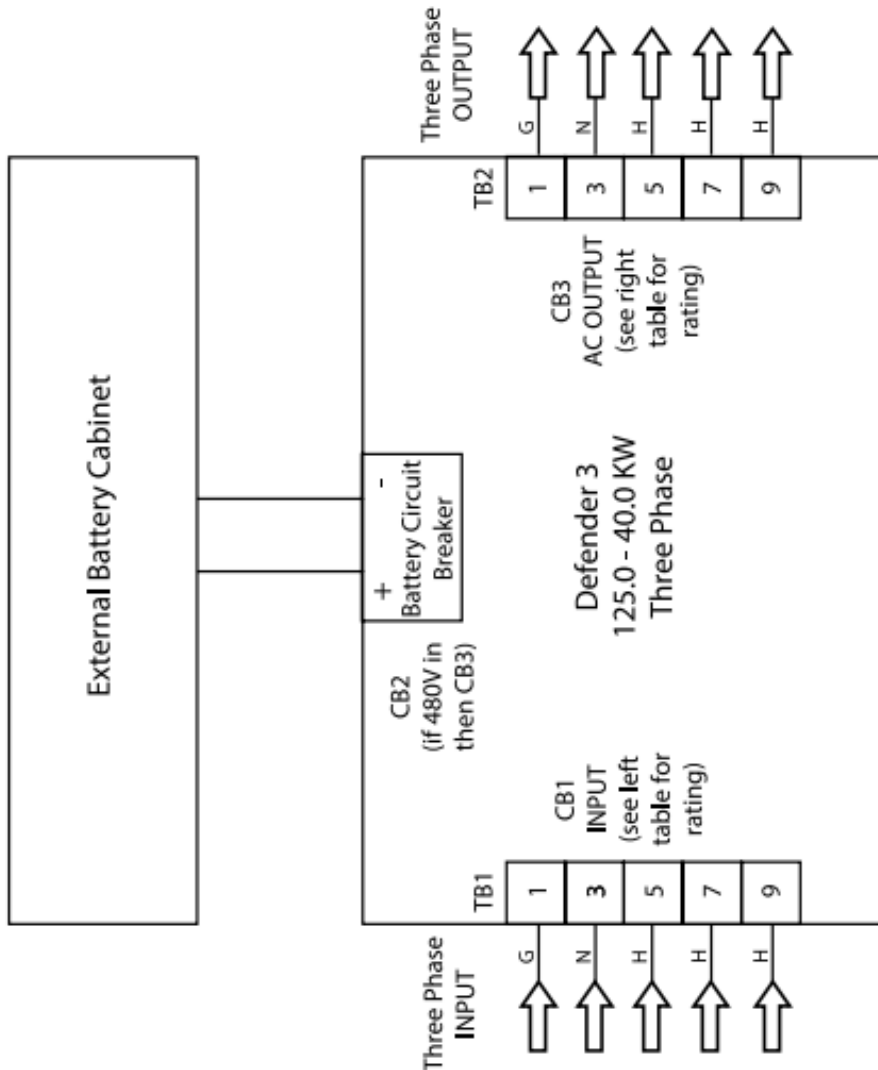 External Battery Cabinet
Three Phase
INPUT
G
N
H
H
H
TB1
1
3
5
7
9
CB1
INPUT
(see left
table for
rating)
CB2
(if 480V in
then CB3)
+
-
Battery Circuit
Breaker
Defender 3
125.0 - 40.0 KW
Three Phase
CB3
AC OUTPUT
(see right
table for
rating)
TB2
1
3
5
7
9
Three Phase
OUTPUT
G
N
H
H
H